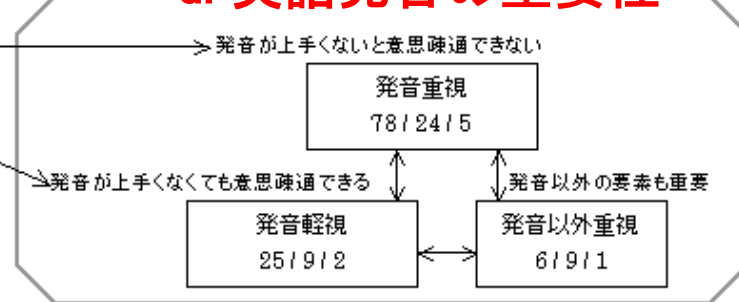 発音が上手くないと意思疎通できない
発音重視
78/24/5
発音が上手くなくても意思疎通できる
発音以外の要素も重要
発音軽視
25/9/2
発音以外重視
6/9/1